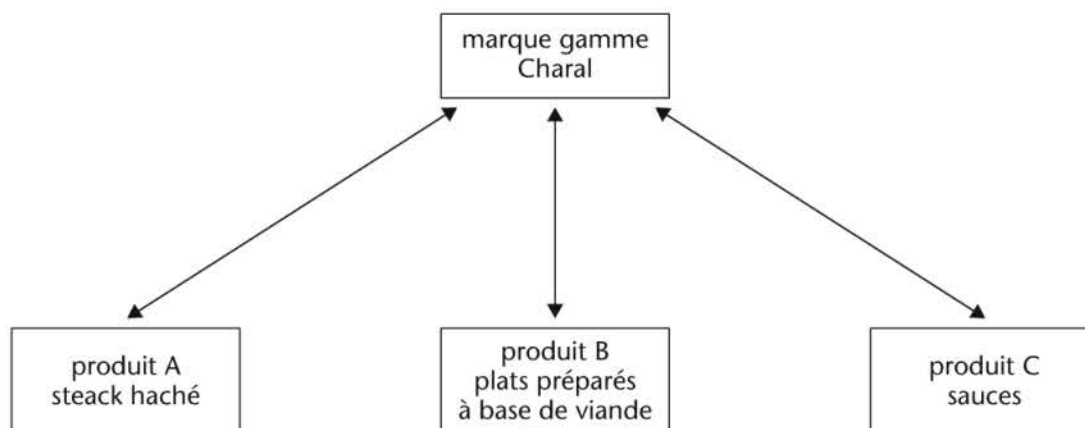 marque gamme
Charal
produit A
steack haché
produit B
plats préparés
à base de viande
produit C
sauces